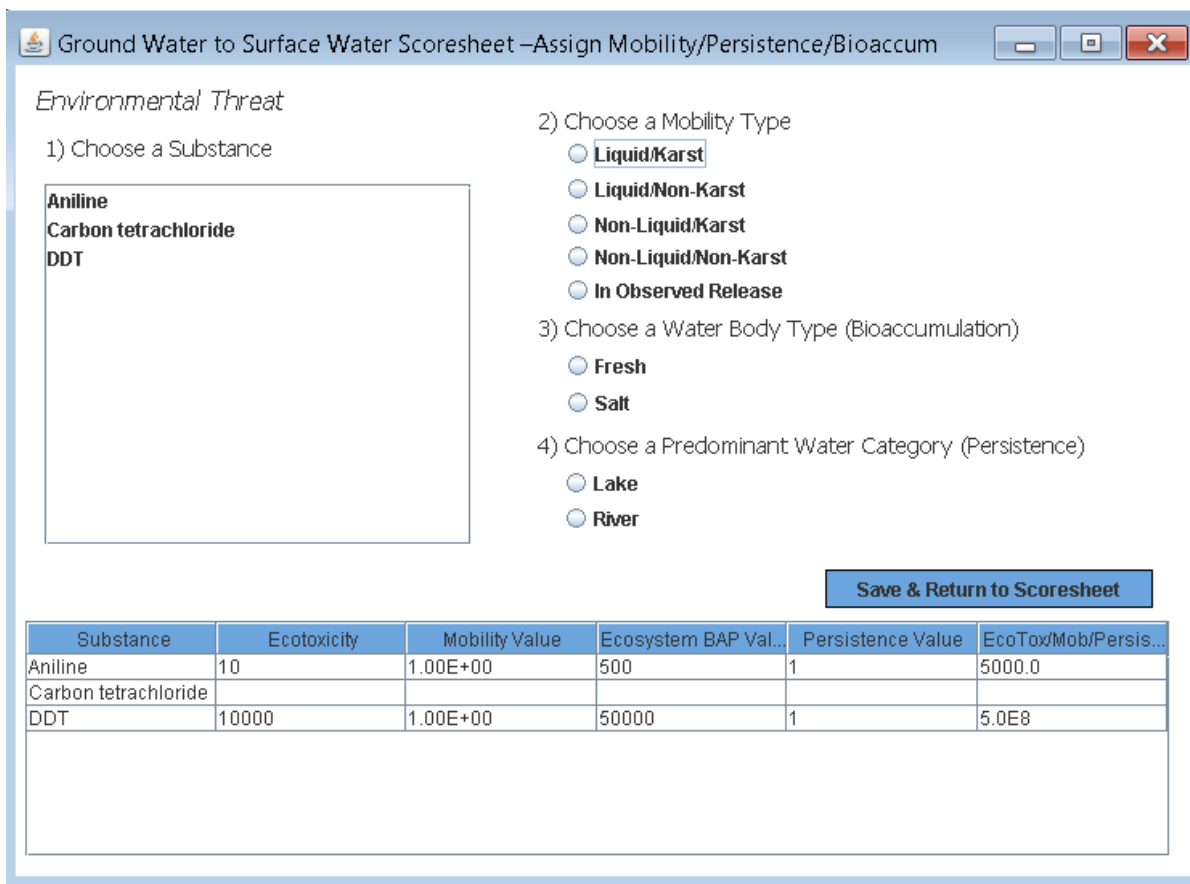 Ground Water to Surface Water Scoresheet –Assign Mobility/Persistence/Bioaccum
Environmental Threat
1) Choose a Substance
Aniline
Carbon tetrachloride
DDT
2) Choose a Mobility Type
Liquid/Karst
Liquid/Non-Karst
Non-Liquid/Karst
Non-Liquid/Non-Karst
In Observed Release
3) Choose a Water Body Type (Bioaccumulation)
Fresh
Salt
4) Choose a Predominant Water Category (Persistence)
Lake
River
Save & Return to Scoresheet
Substance Ecotoxicity Mobility Value Ecosystem BAP Val... Persistence Value EcoTox/Mob/Persis...
Aniline 10 1.00E+00 500 1 5000.0
Carbon tetrachloride
DDT 10000 1.00E+00 50000 1 5.0E8